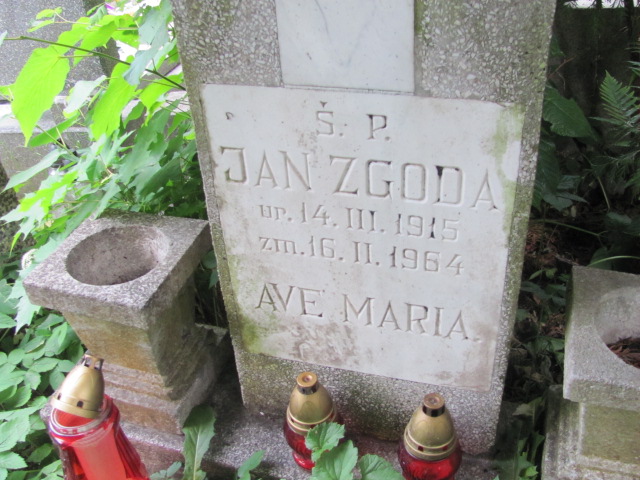 Ś. P.
JAN ZGODA
ur. 14. III. 1915
zm. 16. II. 1964
AVE MARIA.